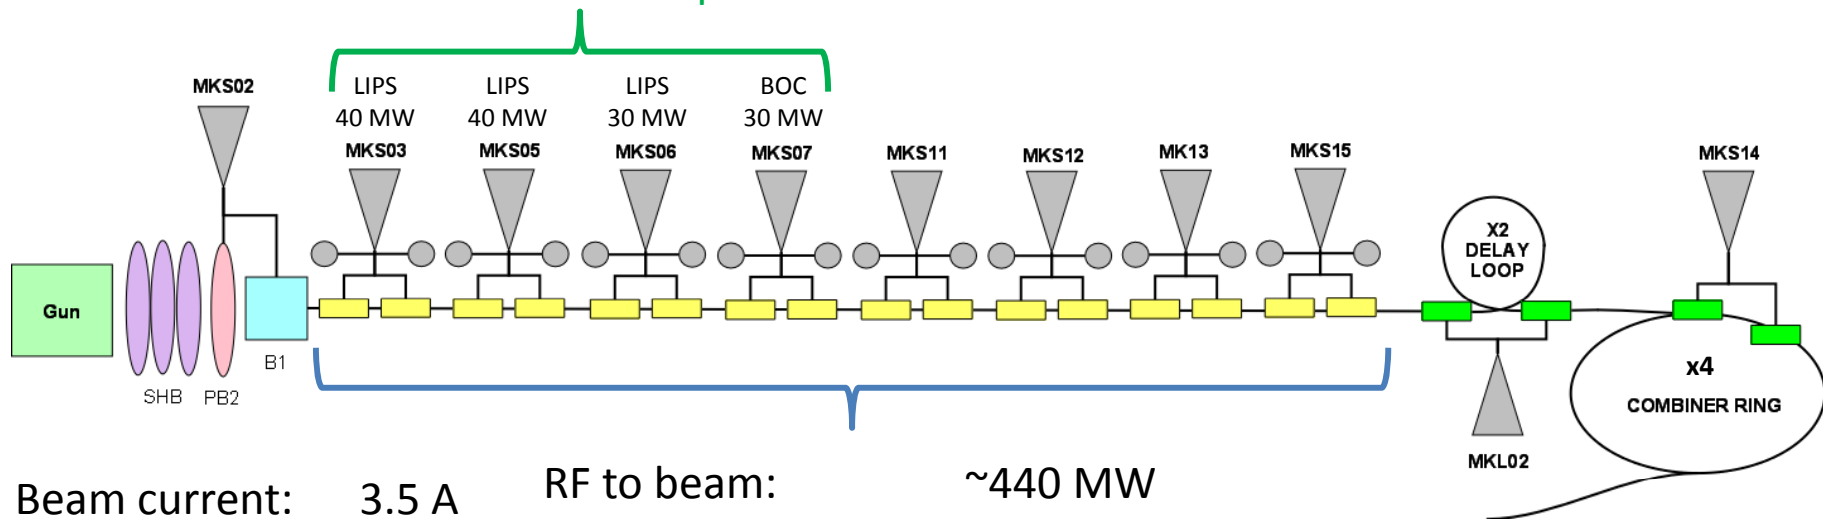 MKS02
LIPS
40 MW
MKS03
LIPS
40 MW
MKS05
LIPS
30 MW
MKS06
BOC
30 MW
MKS07
MKS11
MKS12
MK13
MKS15
MKS14
X2
DELAY
LOOP
Gun
B1
SHB
PB2
x4
COMBINER RING
MKL02
Beam current: 3.5 A
RF to beam: ~440 MW